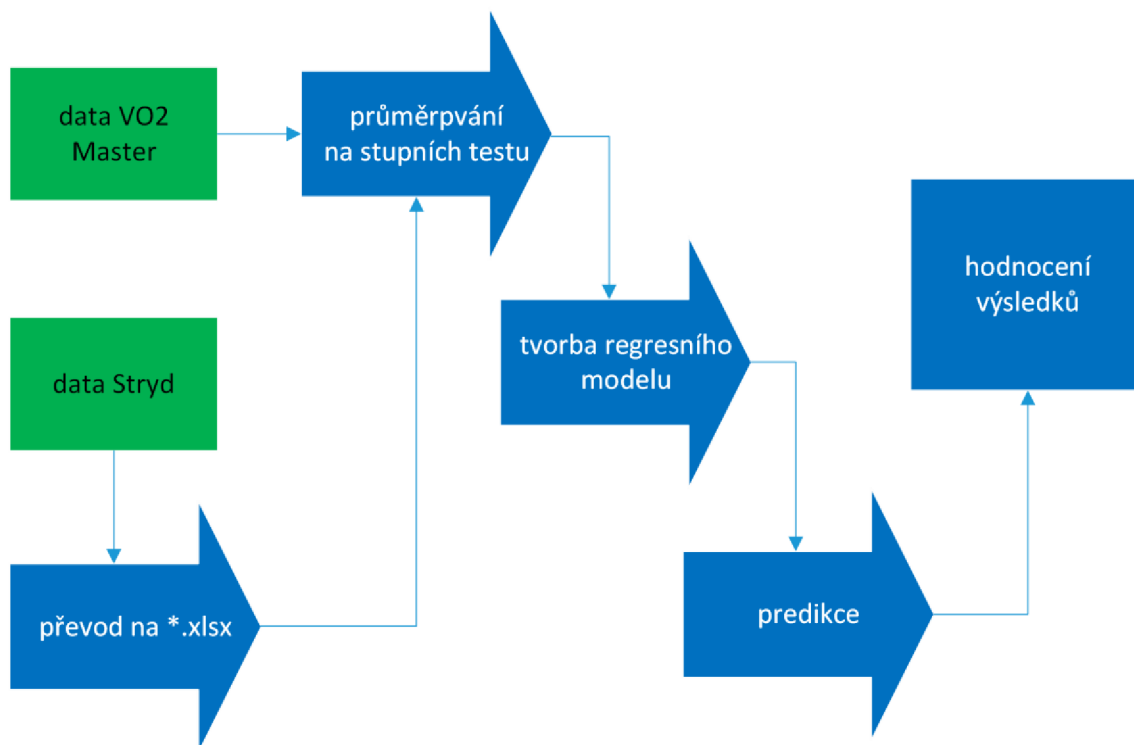 data VO2
Master
průměrpvání
na stupních testu
data Stryd
převod na *.xlsx
tvorba regresního
modelu
predikce
hodnocení
výsledků